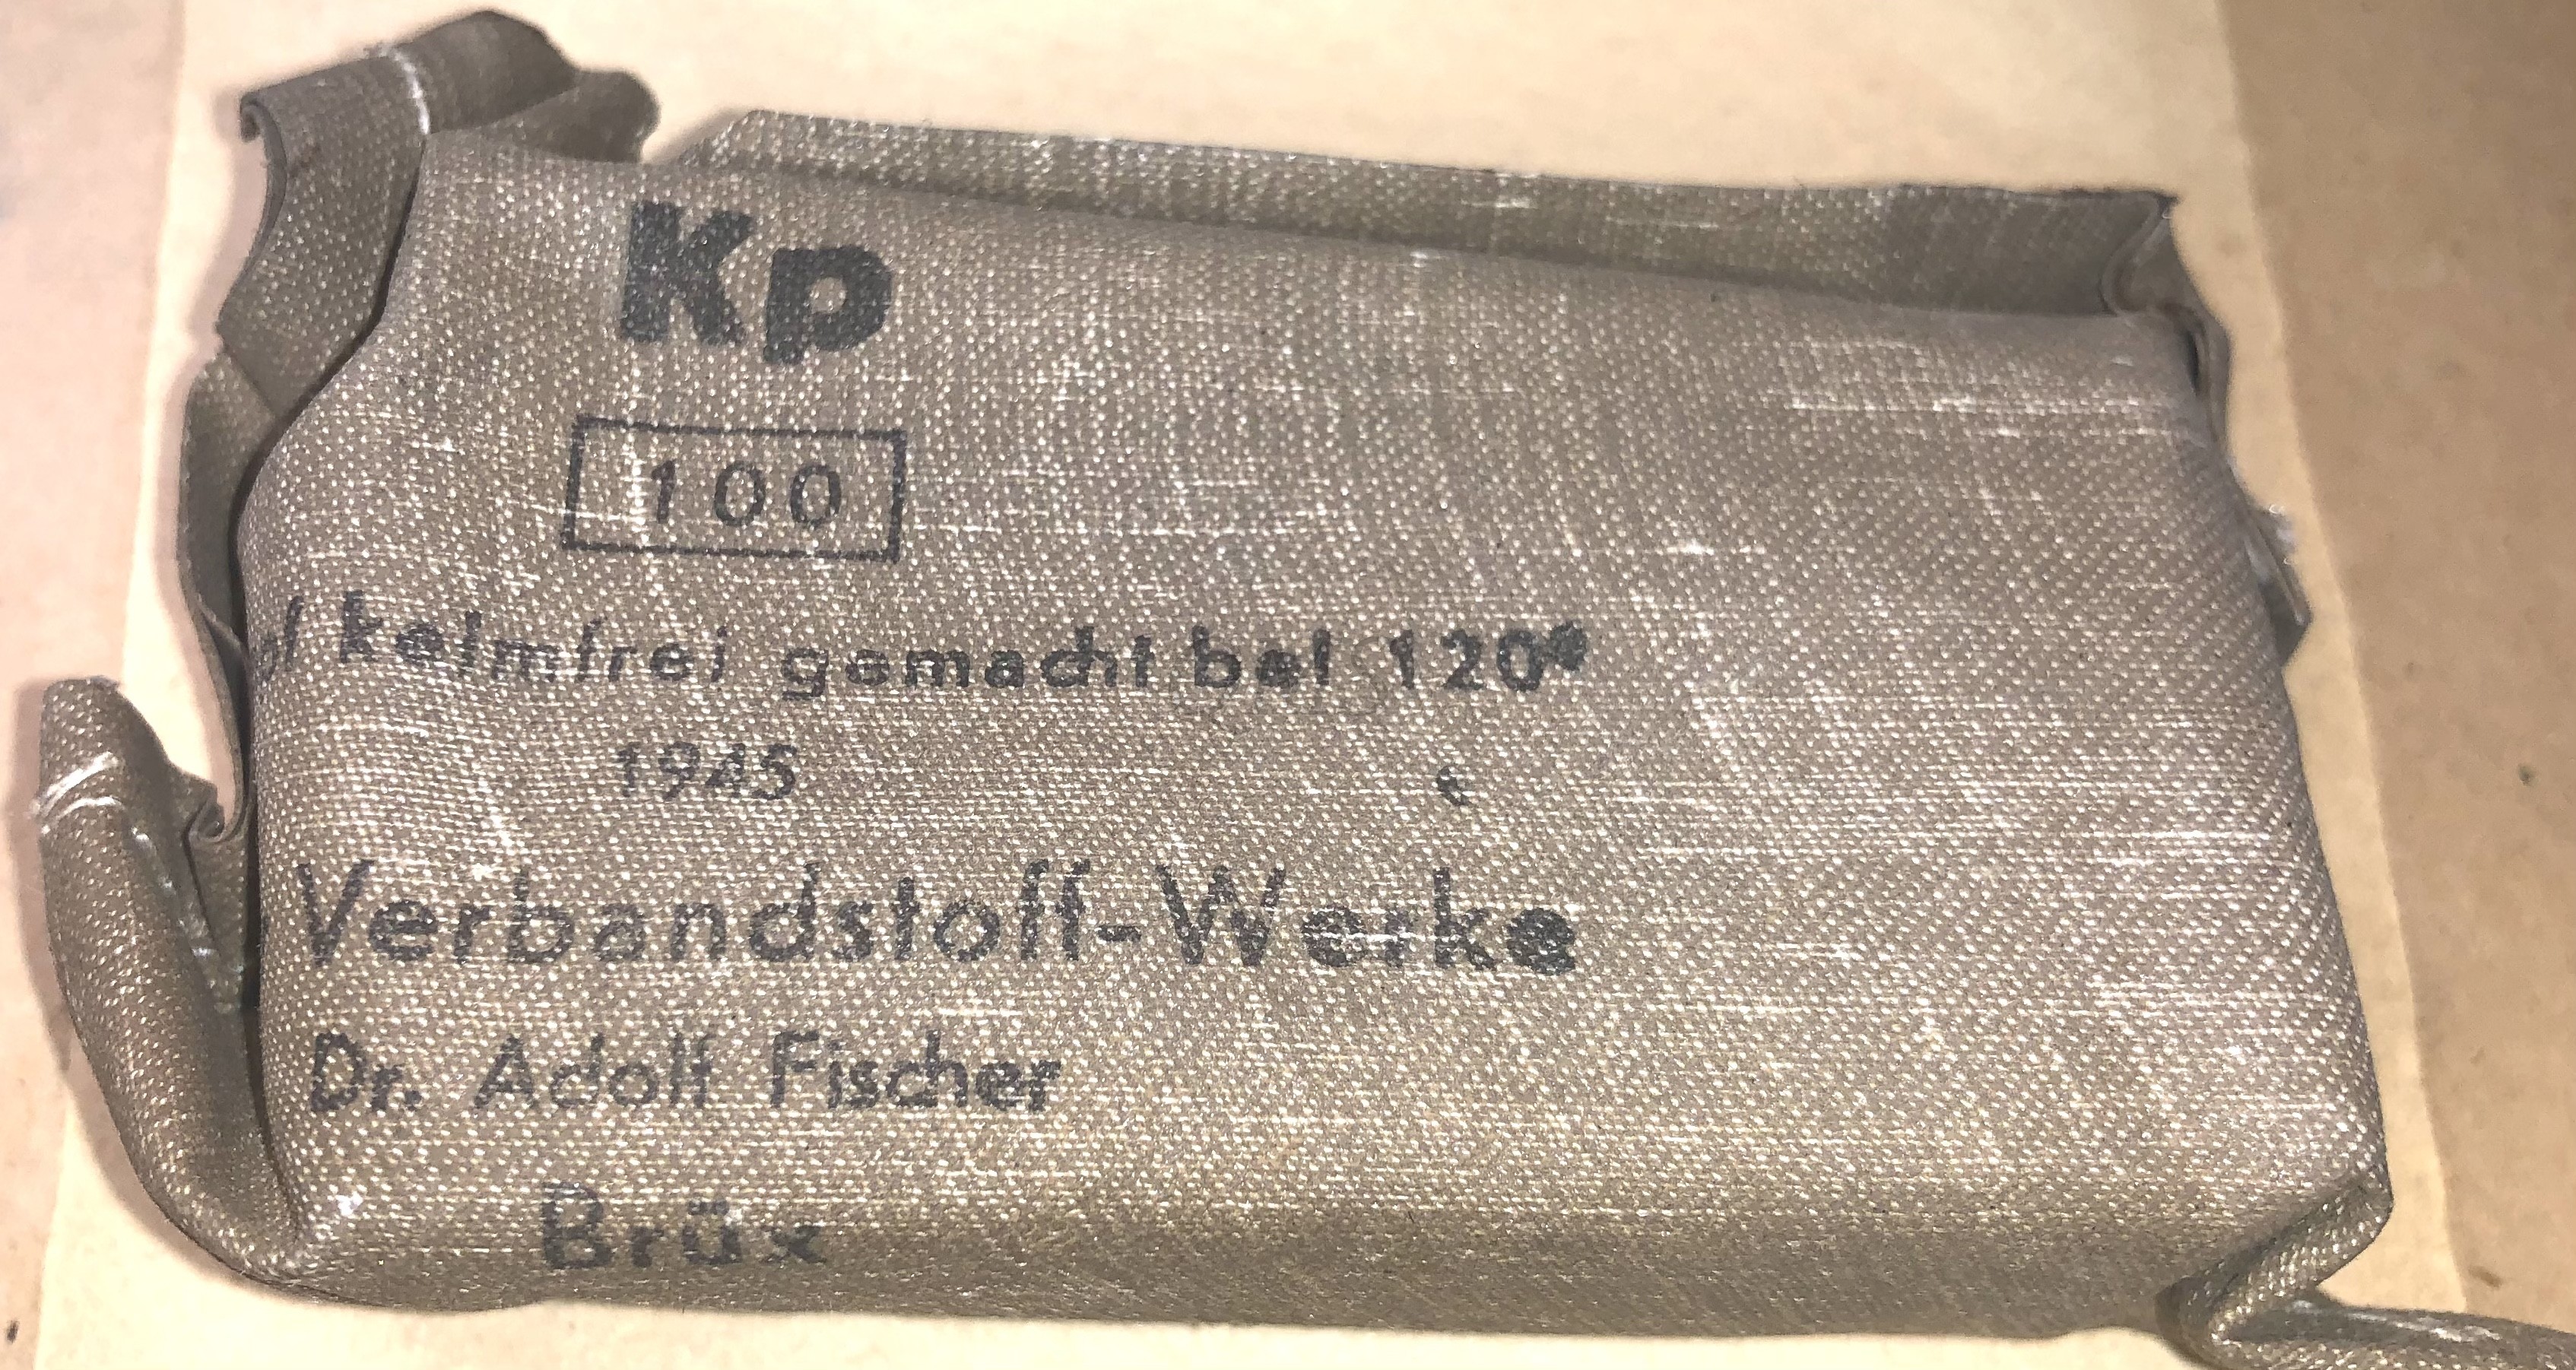 Kp
100
keimfrei gemacht bei 120°
1945
Verbandstoff-Werke
Dr. Adolf Fischer
Brüx